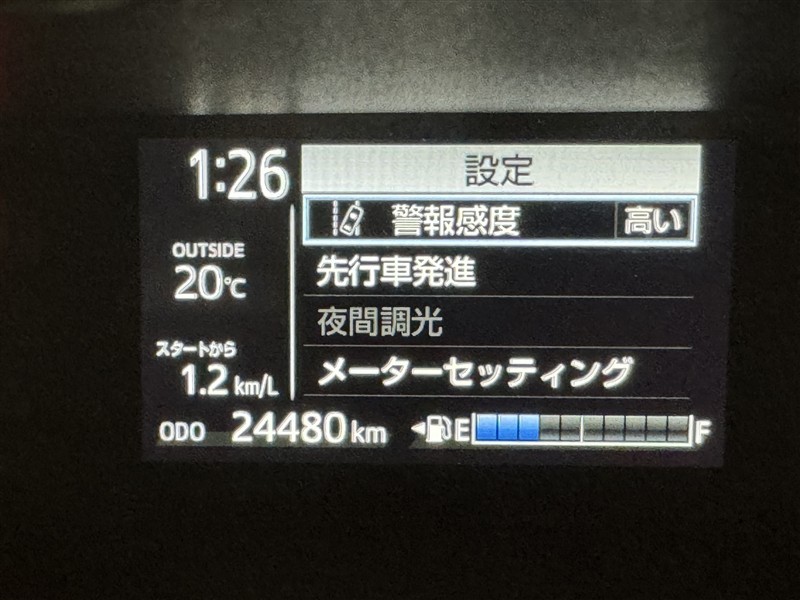 1:26
設定
警報感度 高い
OUTSIDE
20℃
先行車発進
夜間調光
スタートから
1.2 km/L
メーターセッティング
ODO 24480 km
E F